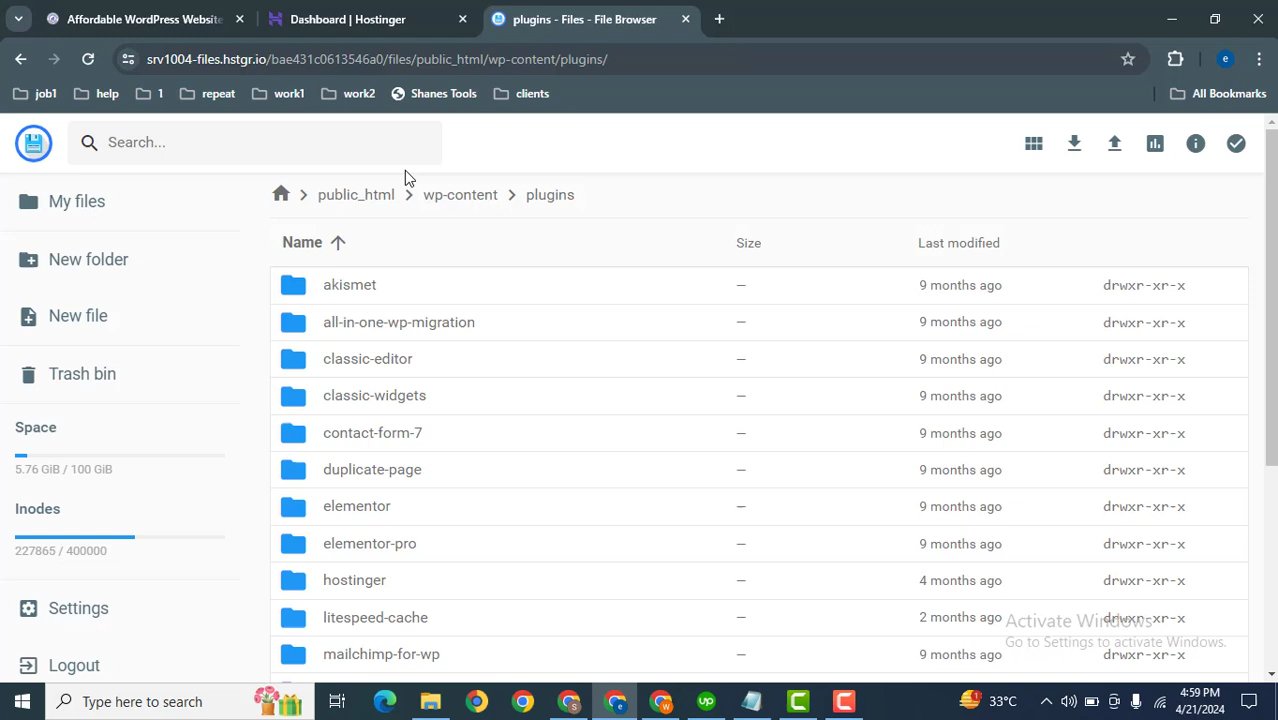 Affordable WordPress Website
Dashboard | Hostinger
plugins - Files - File Browser
srv1004-files.hstgr.io/bae431c0613546a0/files/public_html/wp-content/plugins/
e
job1
help
1
repeat
work1
work2
Shanes Tools
clients
All Bookmarks
Search...
My files
New folder
New file
Trash bin
Space
5.76 GiB / 100 GiB
Inodes
227865 / 400000
Settings
Logout
public_html
wp-content
plugins
Name Size Last modified
akismet — 9 months ago drwxr-xr-x
all-in-one-wp-migration — 9 months ago drwxr-xr-x
classic-editor — 9 months ago drwxr-xr-x
classic-widgets — 9 months ago drwxr-xr-x
contact-form-7 — 9 months ago drwxr-xr-x
duplicate-page — 9 months ago drwxr-xr-x
elementor — 9 months ago drwxr-xr-x
elementor-pro — 9 months ago drwxr-xr-x
hostinger — 4 months ago drwxr-xr-x
litespeed-cache — 2 months ago drwxr-xr-x
mailchimp-for-wp — 9 months ago drwxr-xr-x
Activate Windows
Go to Settings to activate Windows.
Type here to search
S
e
W
up
1
33°C
4:59 PM
4/21/2024